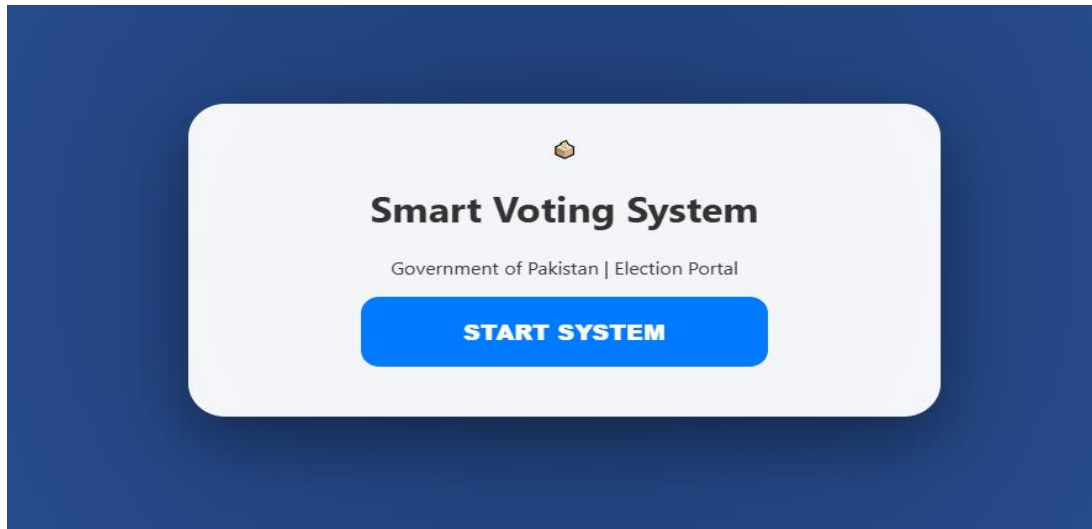 Smart Voting System
Government of Pakistan | Election Portal
START SYSTEM